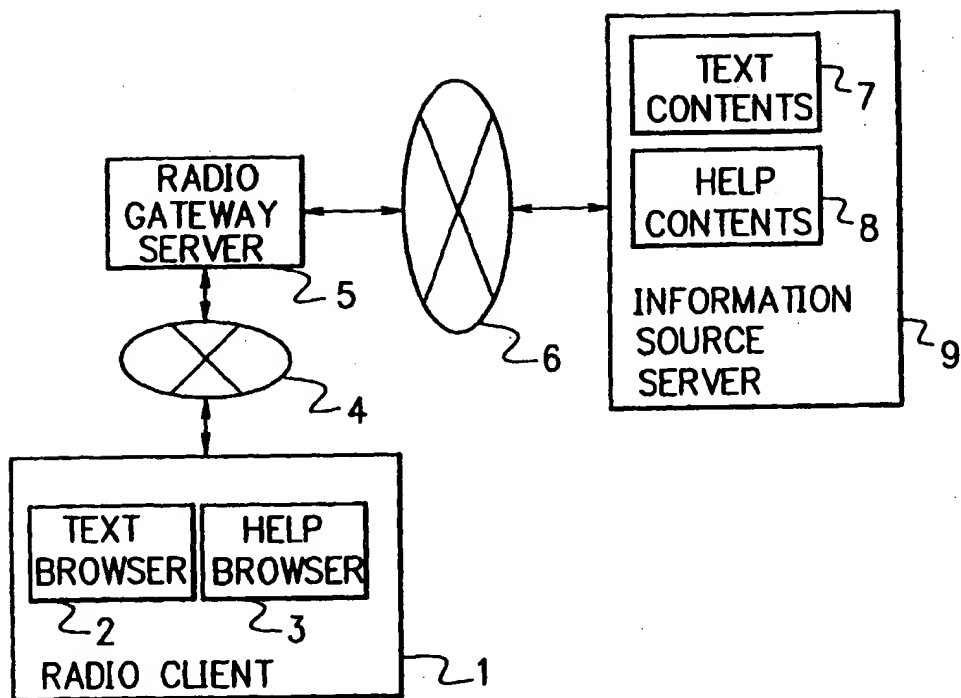 TEXT
CONTENTS
7
HELP
CONTENTS
8
INFORMATION
SOURCE
SERVER
9
RADIO
GATEWAY
SERVER
5
6
4
TEXT
BROWSER
2
HELP
BROWSER
3
RADIO CLIENT
1